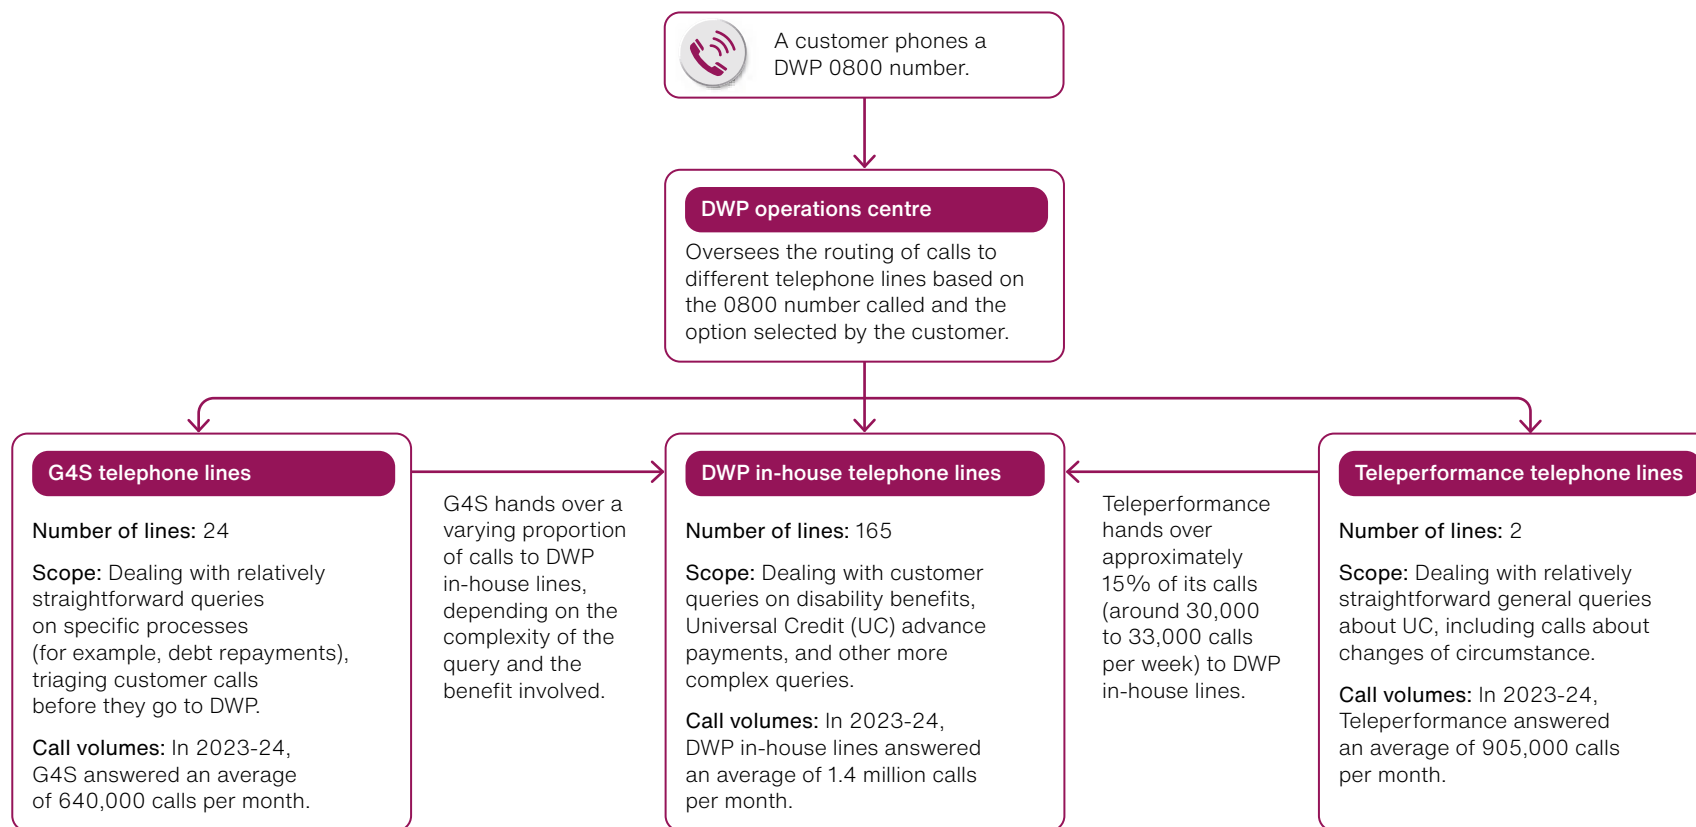 A customer phones a
DWP 0800 number.
DWP operations centre
Oversees the routing of calls to
different telephone lines based on
the 0800 number called and the
option selected by the customer.
G4S telephone lines
Number of lines: 24
Scope: Dealing with relatively
straightforward queries
on specific processes
(for example, debt repayments),
triaging customer calls
before they go to DWP.
Call volumes: In 2023-24,
G4S answered an average
of 640,000 calls per month.
G4S hands over a
varying proportion
of calls to DWP
in-house lines,
depending on the
complexity of the
query and the
benefit involved.
DWP in-house telephone lines
Number of lines: 165
Scope: Dealing with customer
queries on disability benefits,
Universal Credit (UC) advance
payments, and other more
complex queries.
Call volumes: In 2023-24,
DWP in-house lines answered
an average of 1.4 million calls
per month.
Teleperformance
hands over
approximately
15% of its calls
(around 30,000
to 33,000 calls
per week) to DWP
in-house lines.
Teleperformance telephone lines
Number of lines: 2
Scope: Dealing with relatively
straightforward general queries
about UC, including calls about
changes of circumstance.
Call volumes: In 2023-24,
Teleperformance answered
an average of 905,000 calls
per month.